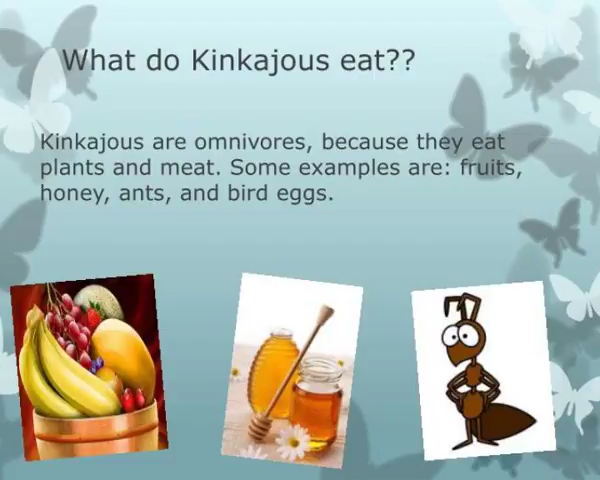 What do Kinkajous eat??
Kinkajous are omnivores, because they eat
plants and meat. Some examples are: fruits,
honey, ants, and bird eggs.